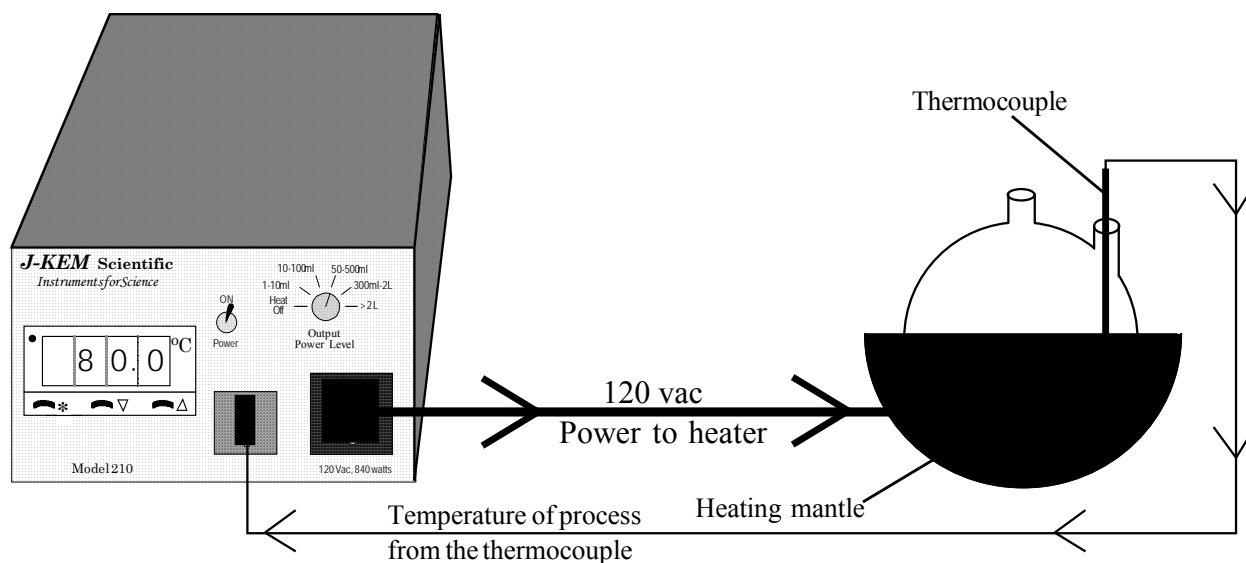 Thermocouple
J-KEM Scientific
Instruments for Science
10-100ml
50-500ml
1-10ml
300ml-2L
Heat
Off
>2L
ON
Power
Output
Power Level
80.0
°C
*
▽
△
120 vac
Power to heater
Model 210
120 Vac, 840 watts
Heating mantle
Temperature of process
from the thermocouple